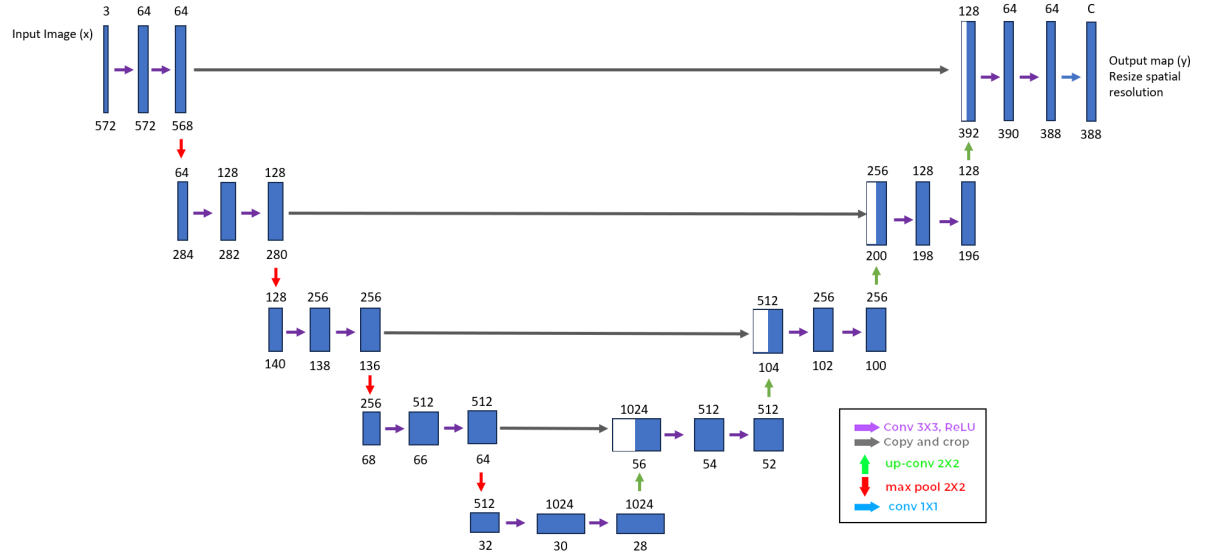 3 64 64
128 64 64 C
Input Image (x)
Output map (y)
Resize spatial
resolution
572 572 568
392 390 388 388
64 128 128
256 128 128
284 282 280
200 198 196
128 256 256
512 256 256
140 138 136
104 102 100
256 512 512
1024 512 512
68 66 64
56 54 52
512 1024 1024
32 30 28
Conv 3X3, ReLU
Copy and crop
up-conv 2X2
max pool 2X2
conv 1X1